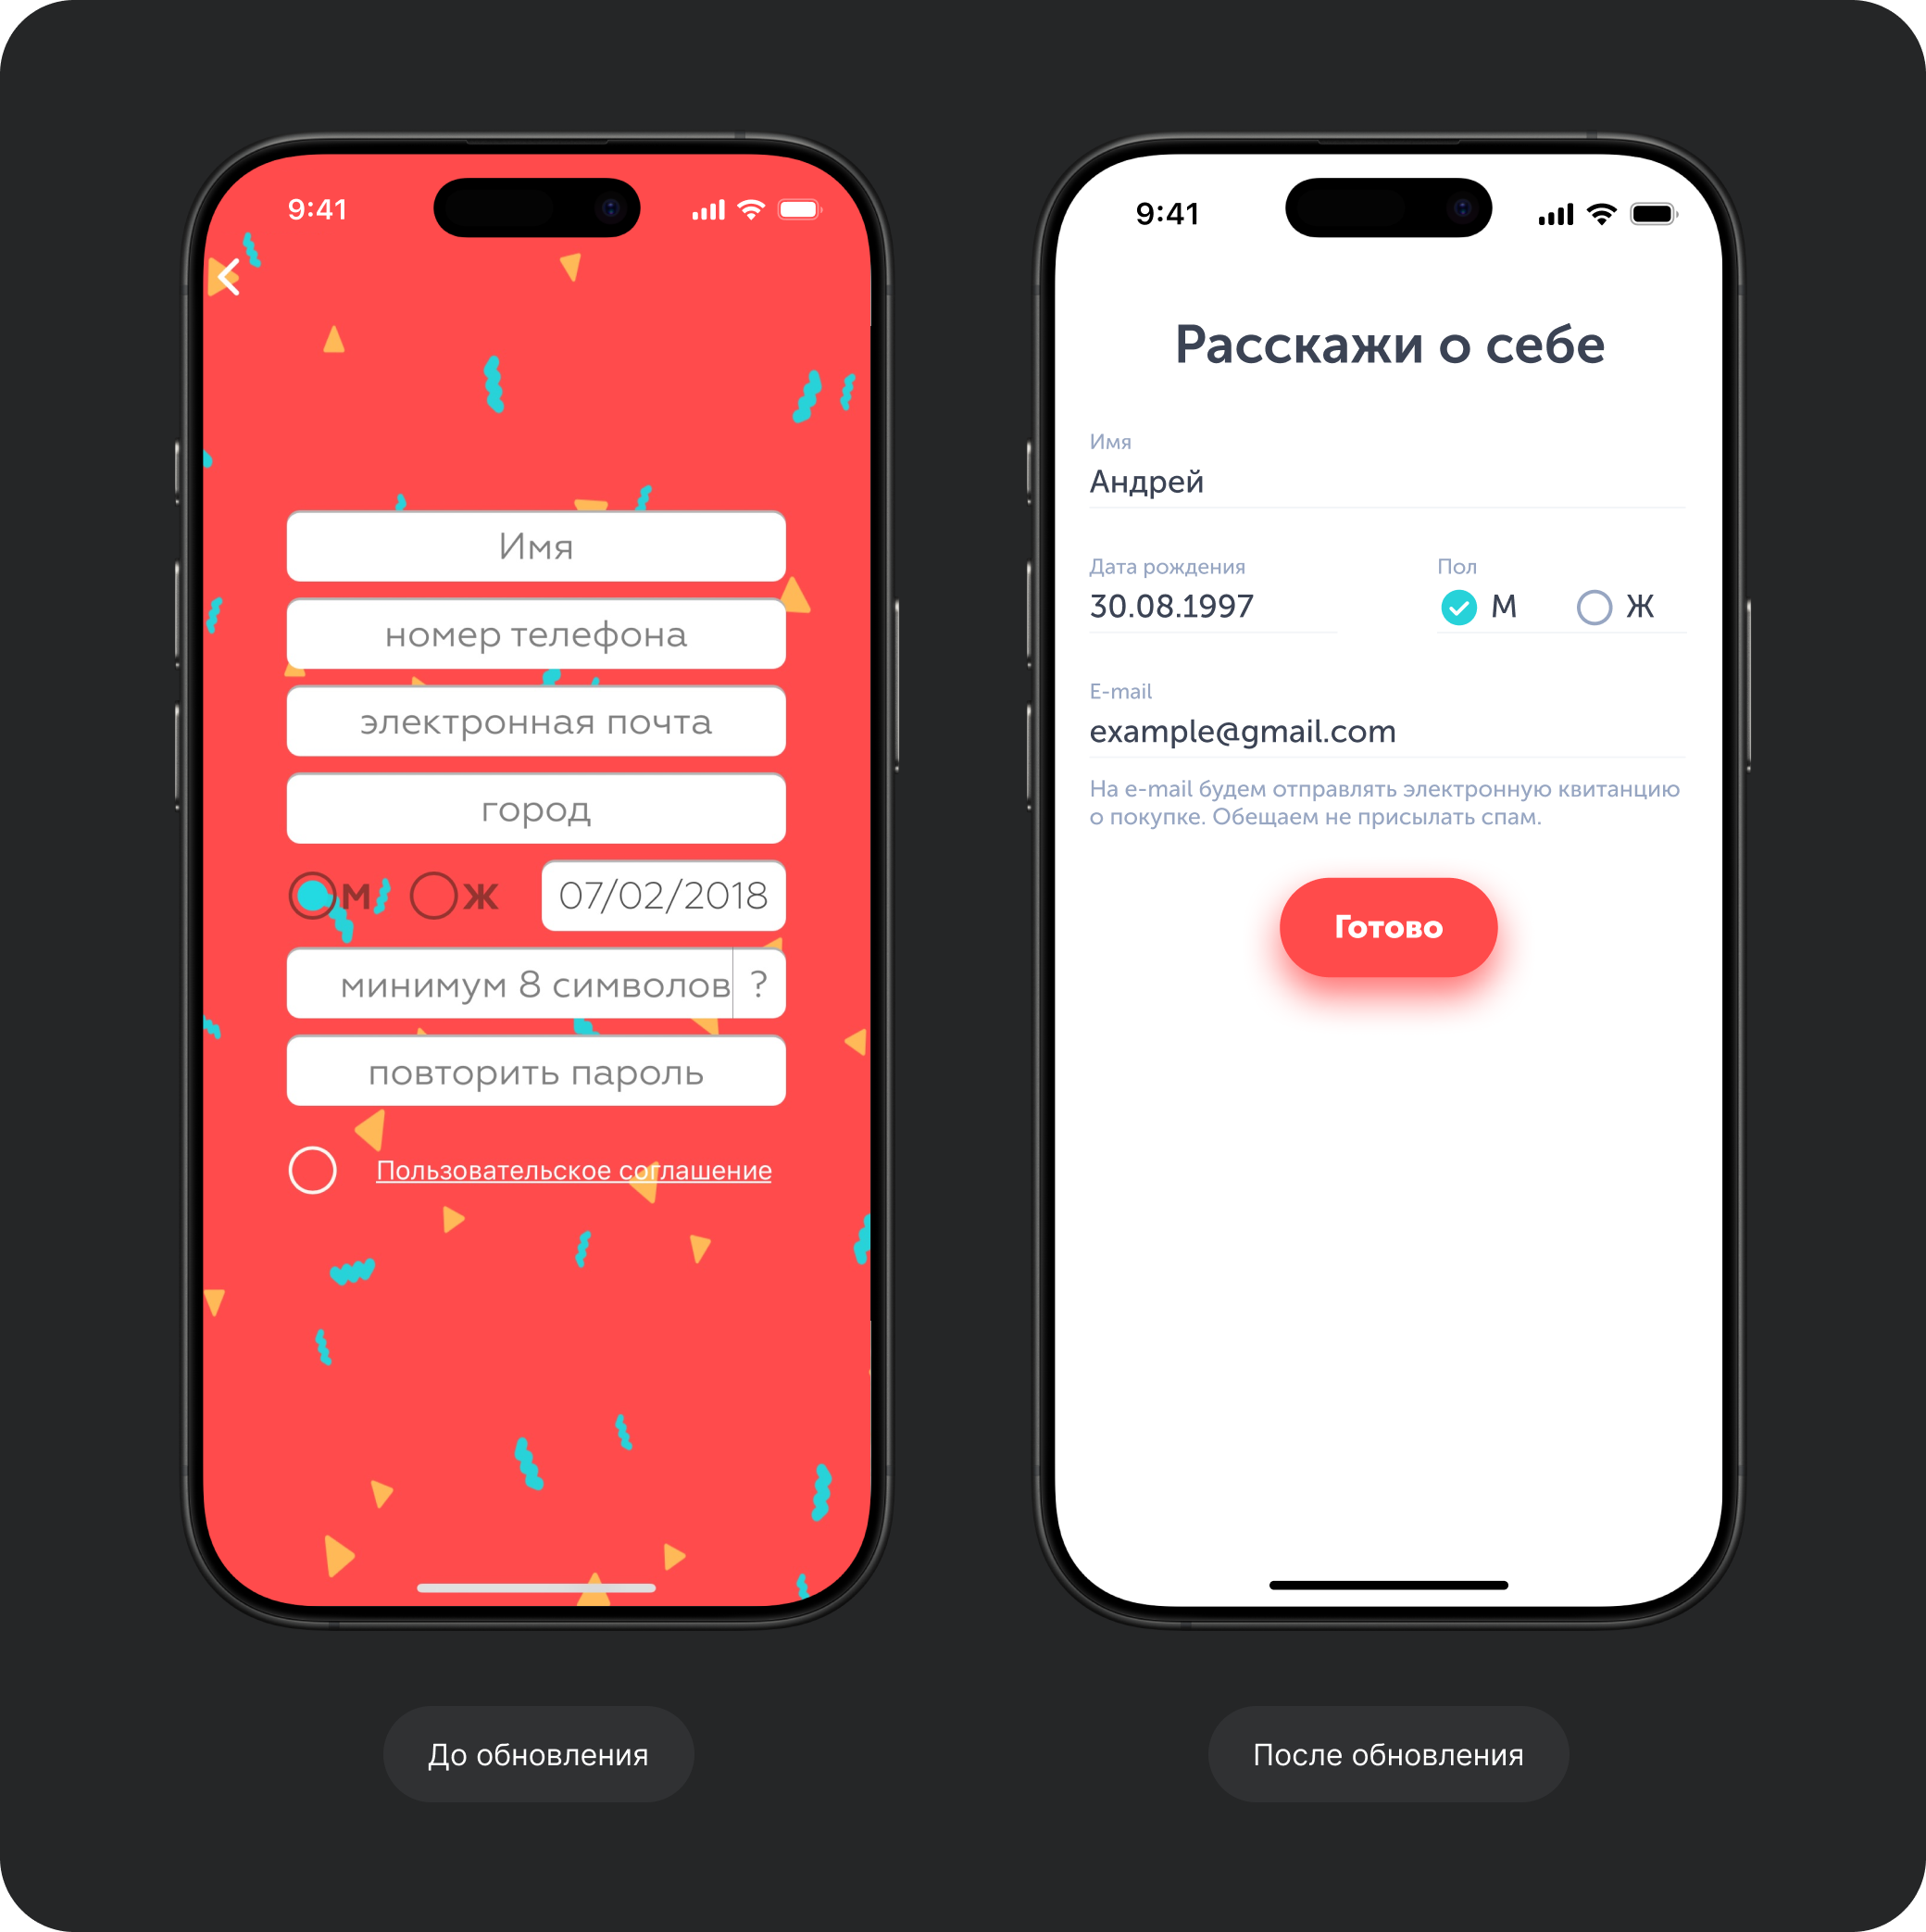 9:41
Имя
номер телефона
электронная почта
город
М Ж 07/02/2018
минимум 8 символов ?
повторить пароль
Пользовательское соглашение
До обновления
9:41
Расскажи о себе
Имя
Андрей
Дата рождения Пол
30.08.1997 М Ж
E-mail
example@gmail.com
На e-mail будем отправлять электронную квитанцию
о покупке. Обещаем не присылать спам.
Готово
После обновления